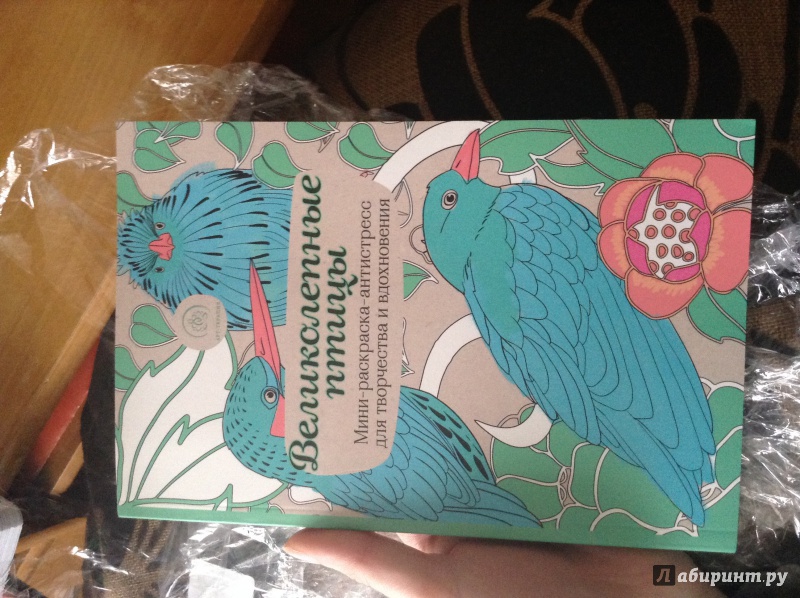 Великолепные
птицы
Мини-раскраска-антистресс
для творчества и вдохновения
Лабиринт.ру